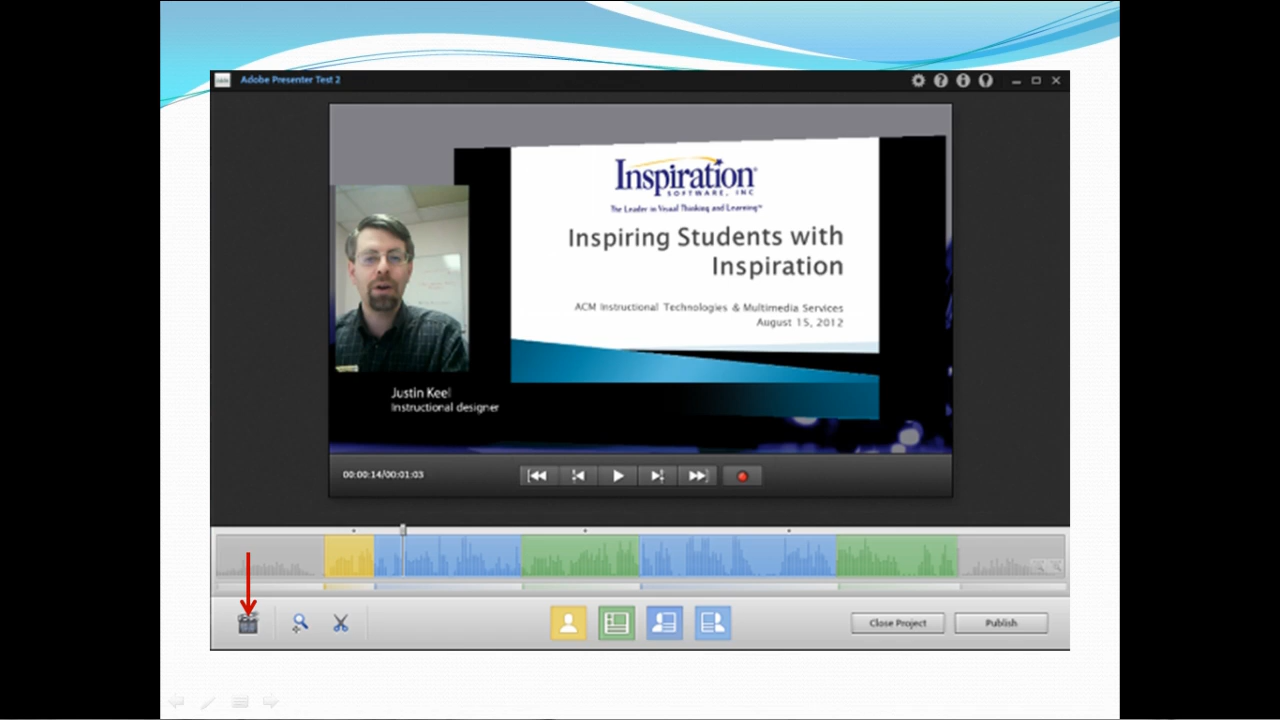 Adobe Presenter Test 2
Inspiration®
SOFTWARE, INC
The Leader in Visual Thinking and Learning™
Inspiring Students with
Inspiration
ACM Instructional Technologies & Multimedia Services
August 15, 2012
Justin Keel
Instructional designer
00:00:14/00:01:03
Close Project
Publish